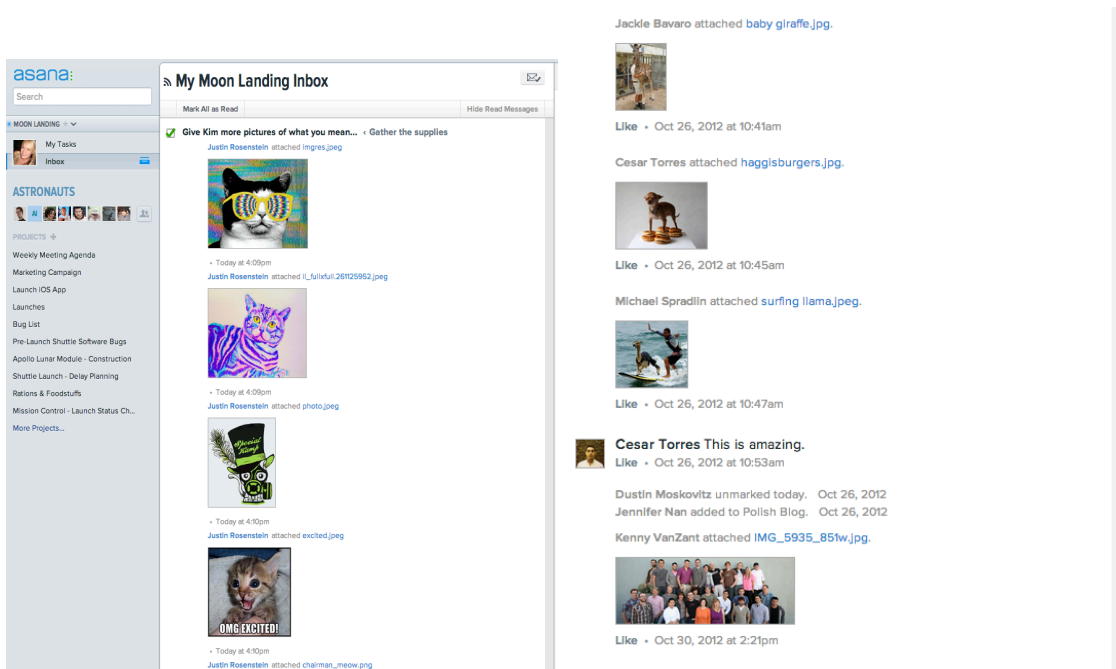 asana:
Search
MOON LANDING
My Tasks
Inbox
ASTRONAUTS
AI
PROJECTS +
Weekly Meeting Agenda
Marketing Campaign
Launch iOS App
Launches
Bug List
Pre-Launch Shuttle Software Bugs
Apollo Lunar Module - Construction
Shuttle Launch - Delay Planning
Rations & Foodstuffs
Mission Control - Launch Status Ch...
More Projects...
My Moon Landing Inbox
Mark All as Read
Hide Read Messages
Give Kim more pictures of what you mean... ‹ Gather the supplies
Justin Rosenstein attached imgres.jpeg
• Today at 4:09pm
Justin Rosenstein attached il_fullxfull.261125952.jpeg
• Today at 4:09pm
Justin Rosenstein attached photo.jpeg
Special
Kamp
• Today at 4:10pm
Justin Rosenstein attached excited.jpeg
OMG EXCITED!
• Today at 4:10pm
Justin Rosenstein attached chairman_meow.png
Jackie Bavaro attached baby giraffe.jpg.
Like • Oct 26, 2012 at 10:41am
Cesar Torres attached haggisburgers.jpg.
Like • Oct 26, 2012 at 10:45am
Michael Spradlin attached surfing llama.jpeg.
Like • Oct 26, 2012 at 10:47am
Cesar Torres This is amazing.
Like • Oct 26, 2012 at 10:53am
Dustin Moskovitz unmarked today. Oct 26, 2012
Jennifer Nan added to Polish Blog. Oct 26, 2012
Kenny VanZant attached IMG_5935_851w.jpg.
Like • Oct 30, 2012 at 2:21pm